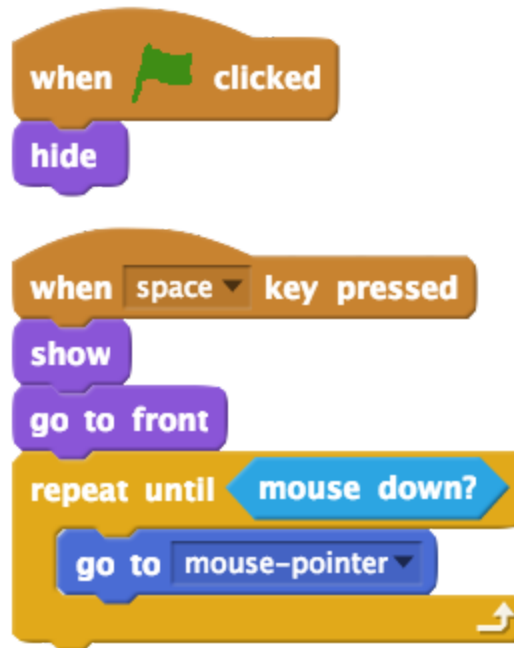 when clicked
hide
when space key pressed
show
go to front
repeat until mouse down?
go to mouse-pointer